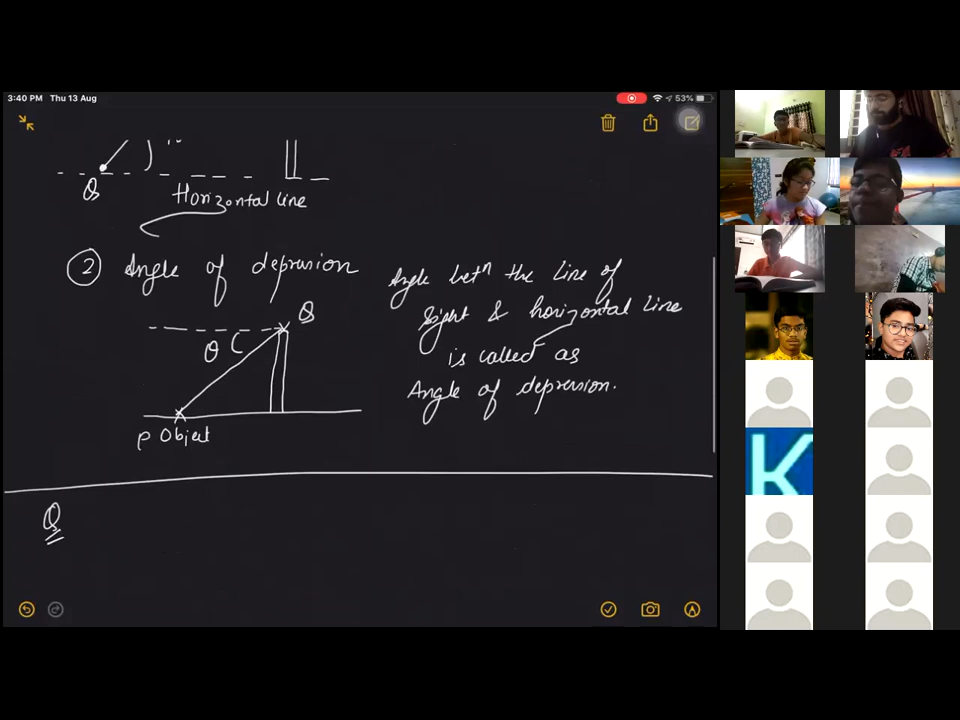 3:40 PM Thu 13 Aug
53%
Q
Horizontal line
② Angle of depression
Q
θ
P Object
Angle betⁿ the line of
sight & horizontal line
is called as
Angle of depression.
Q
K